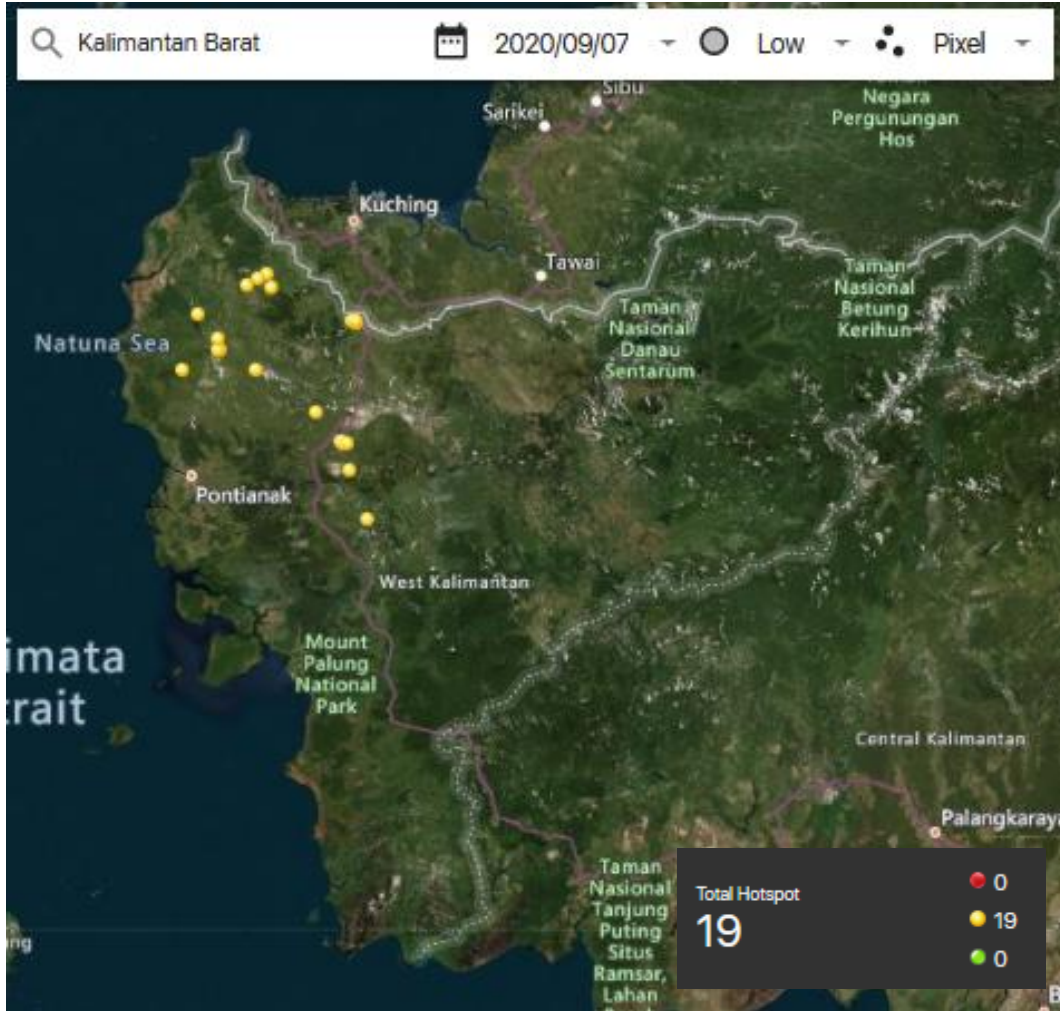 Kalimantan Barat
2020/09/07
Low
Pixel
Sibu
Sarikei
Negara
Pergunungan
Hos
Kuching
Tawai
Taman
Nasional
Betung
Kerihun
Taman
Nasional
Danau
Sentarum
Natuna Sea
Pontianak
West Kalimantan
imata
trait
Mount
Palung
National
Park
Central Kalimantan
Palangkaraya
Taman
Nasional
Tanjung
Puting
Situs
Ramsar,
Lahan
Total Hotspot
19
0
19
0
ng
B